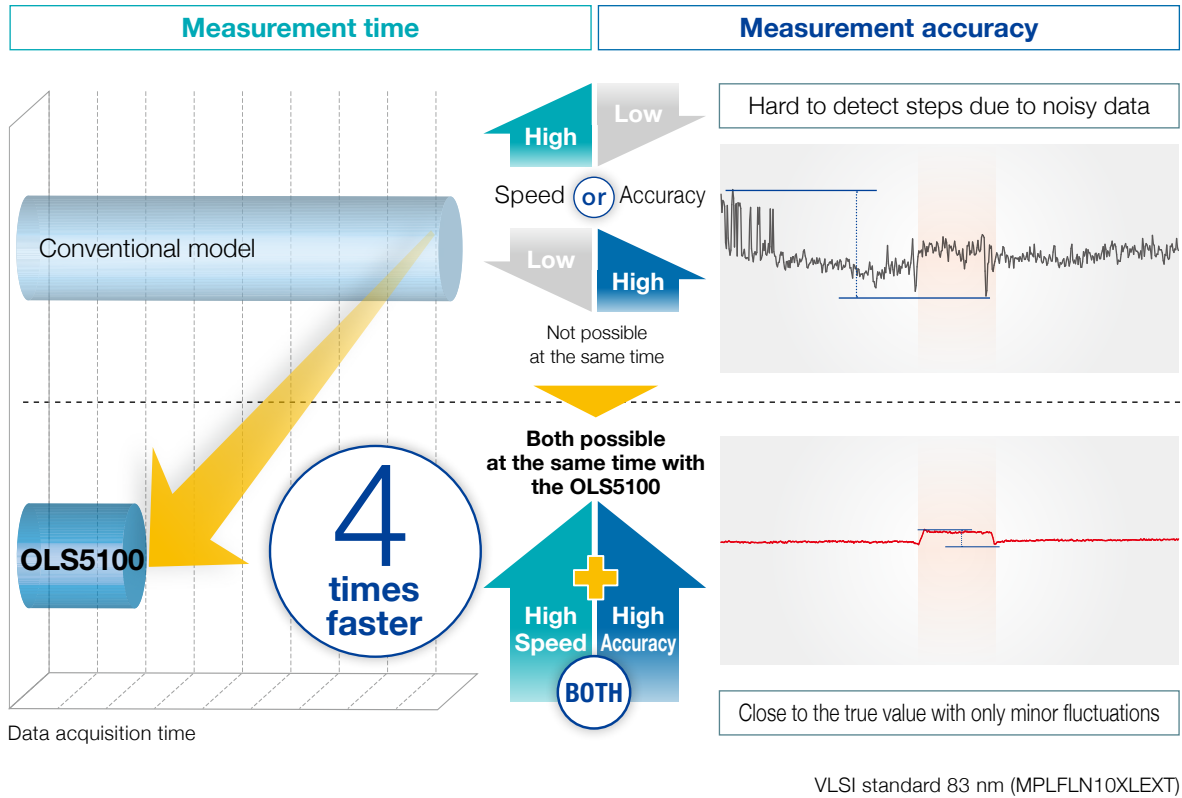 Measurement time
Measurement accuracy
Conventional model
OLS5100
4
times
faster
Data acquisition time
High
Low
Speed or Accuracy
Low
High
Not possible
at the same time
Both possible
at the same time with
the OLS5100
High
Speed
High
Accuracy
BOTH
Hard to detect steps due to noisy data
Close to the true value with only minor fluctuations
VLSI standard 83 nm (MPLFLN10XLEXT)